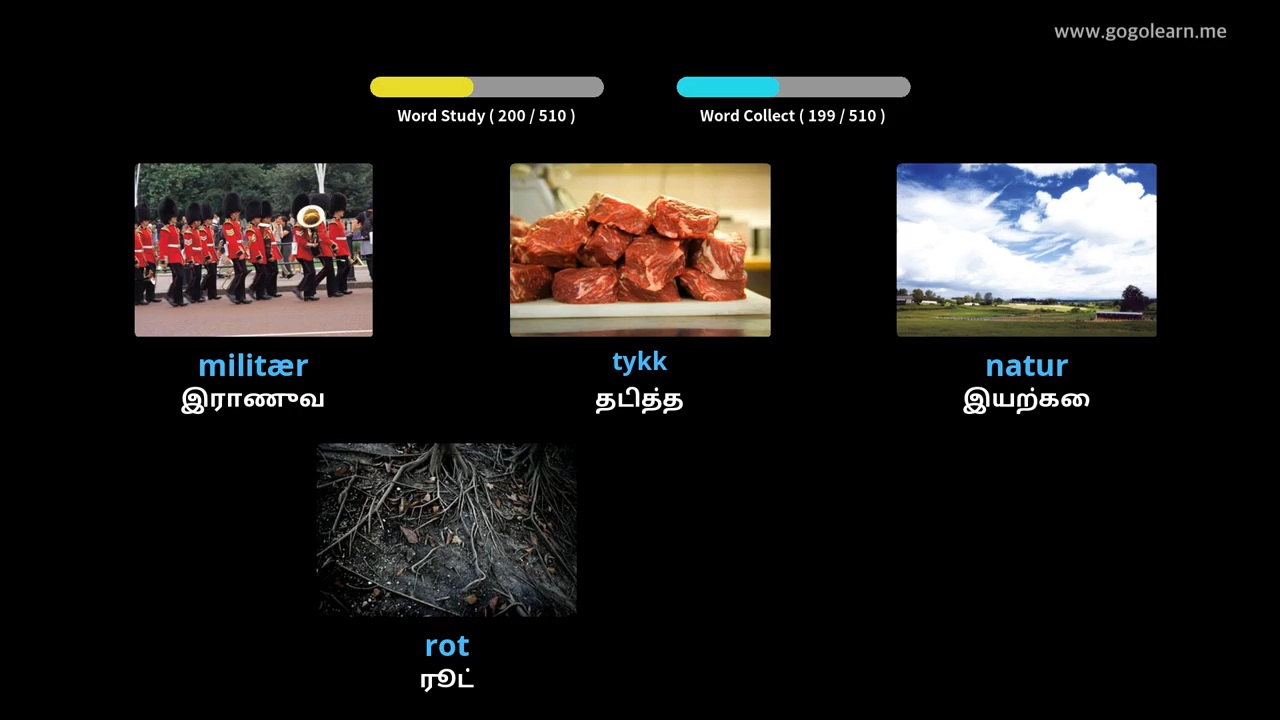 www.gogolearn.me
Word Study ( 200 / 510 )
Word Collect ( 199 / 510 )
militær
இராணுவ
tykk
தடித்த
natur
இயற்கை
rot
ரூட்